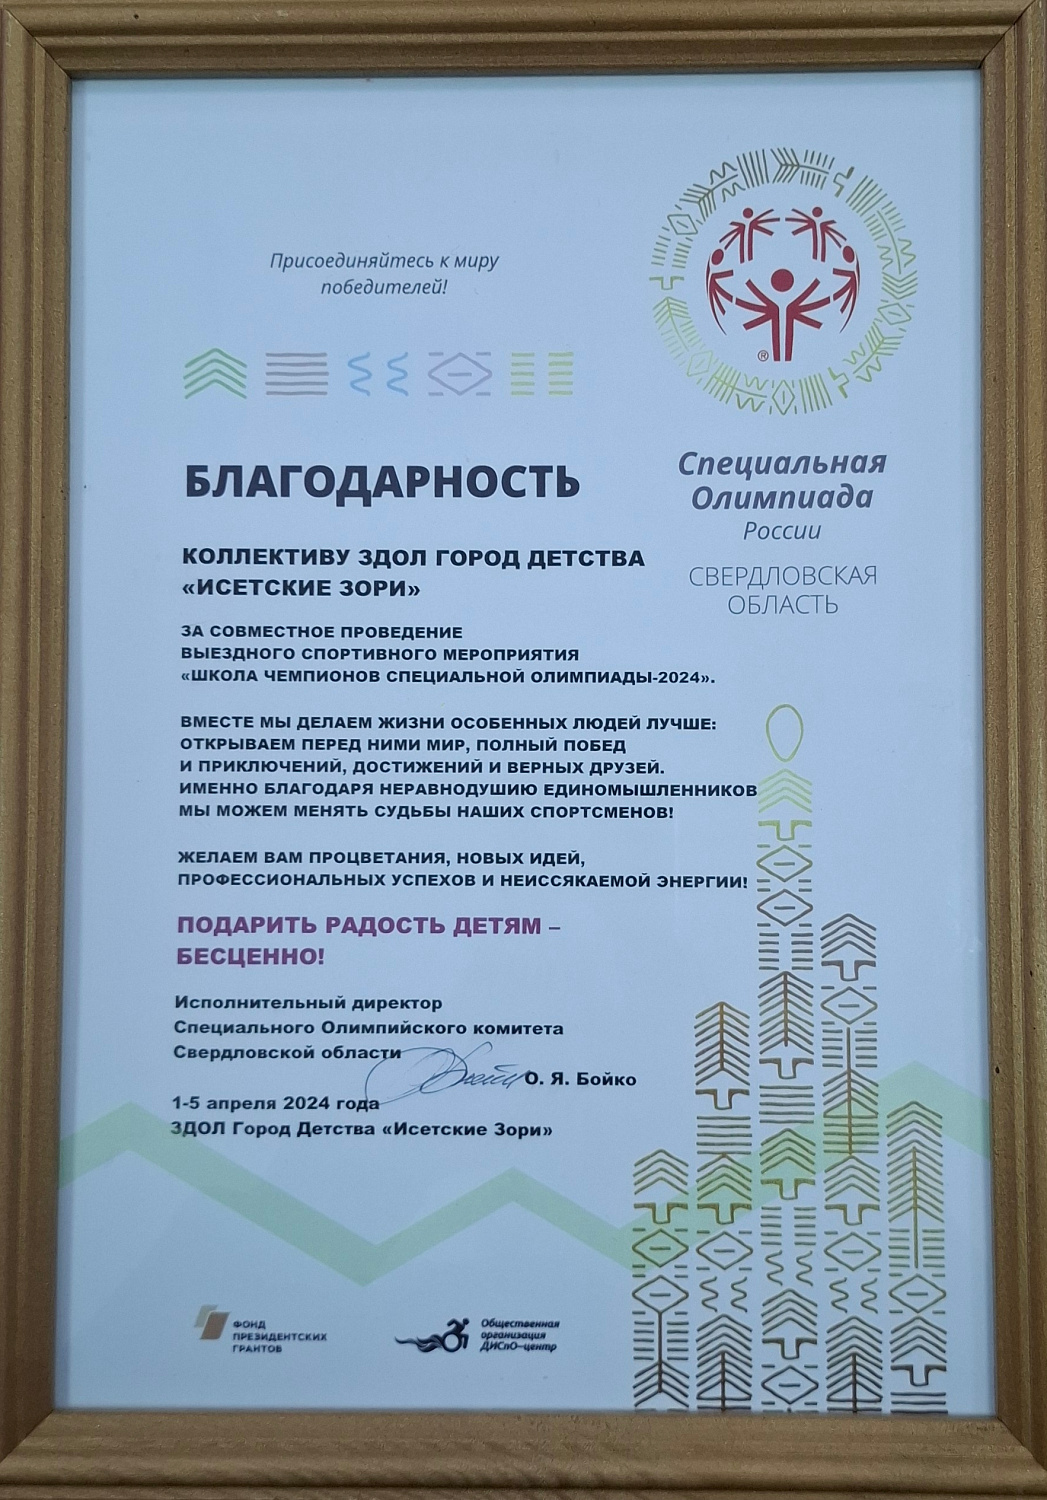 Присоединяйтесь к миру
победителей!
®
БЛАГОДАРНОСТЬ
Специальная
Олимпиада
России
СВЕРДЛОВСКАЯ
ОБЛАСТЬ
КОЛЛЕКТИВУ ЗДОЛ ГОРОД ДЕТСТВА
«ИСЕТСКИЕ ЗОРИ»
ЗА СОВМЕСТНОЕ ПРОВЕДЕНИЕ
ВЫЕЗДНОГО СПОРТИВНОГО МЕРОПРИЯТИЯ
«ШКОЛА ЧЕМПИОНОВ СПЕЦИАЛЬНОЙ ОЛИМПИАДЫ-2024».
ВМЕСТЕ МЫ ДЕЛАЕМ ЖИЗНИ ОСОБЕННЫХ ЛЮДЕЙ ЛУЧШЕ:
ОТКРЫВАЕМ ПЕРЕД НИМИ МИР, ПОЛНЫЙ ПОБЕД
И ПРИКЛЮЧЕНИЙ, ДОСТИЖЕНИЙ И ВЕРНЫХ ДРУЗЕЙ.
ИМЕННО БЛАГОДАРЯ НЕРАВНОДУШИЮ ЕДИНОМЫШЛЕННИКОВ
МЫ МОЖЕМ МЕНЯТЬ СУДЬБЫ НАШИХ СПОРТСМЕНОВ!
ЖЕЛАЕМ ВАМ ПРОЦВЕТАНИЯ, НОВЫХ ИДЕЙ,
ПРОФЕССИОНАЛЬНЫХ УСПЕХОВ И НЕИССЯКАЕМОЙ ЭНЕРГИИ!
ПОДАРИТЬ РАДОСТЬ ДЕТЯМ –
БЕСЦЕННО!
Исполнительный директор
Специального Олимпийского комитета
Свердловской области
О. Я. Бойко
1-5 апреля 2024 года
ЗДОЛ Город Детства «Исетские Зори»
ФОНД
ПРЕЗИДЕНТСКИХ
ГРАНТОВ
Общественная
организация
ДИСпО-центр